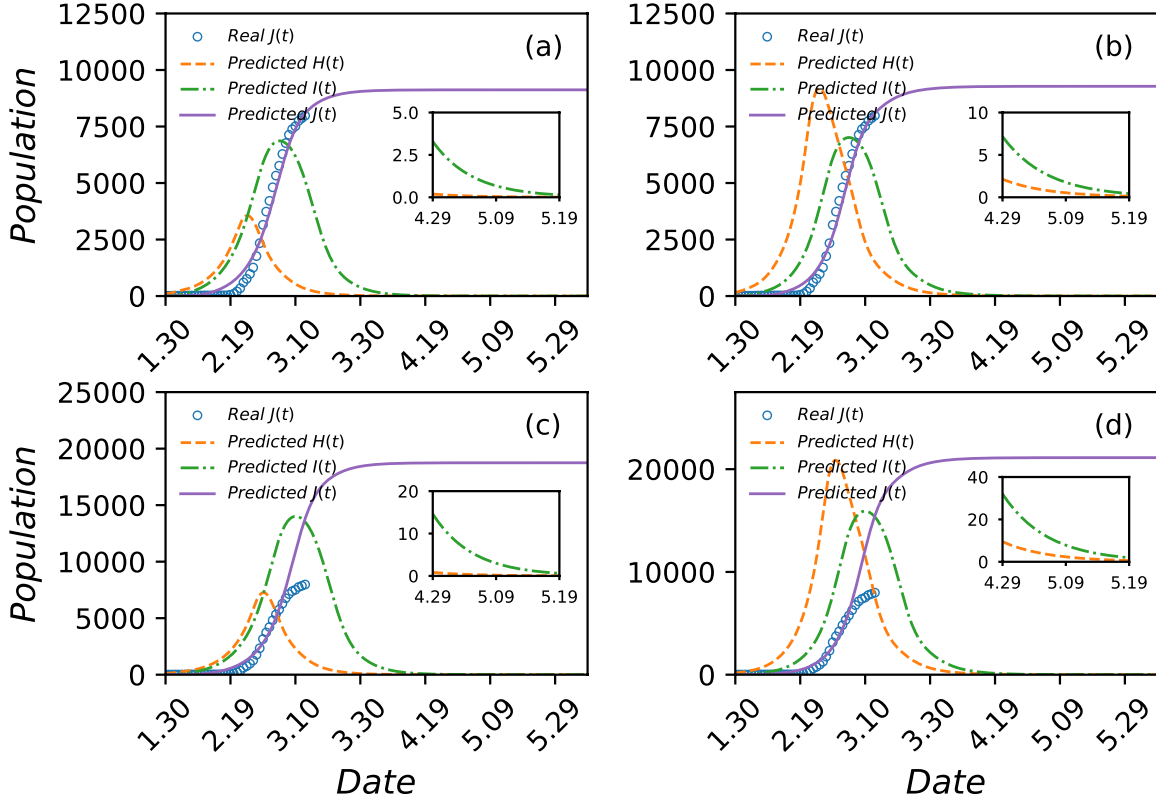 12500
10000
7500
5000
2500
0
Population
Real J(t)
Predicted H(t)
Predicted I(t)
Predicted J(t)
(a)
5.0
2.5
0.0
4.29 5.09 5.19
1.30 2.19 3.10 3.30 4.19 5.09 5.29
12500
10000
7500
5000
2500
0
Real J(t)
Predicted H(t)
Predicted I(t)
Predicted J(t)
(b)
10
5
0
4.29 5.09 5.19
1.30 2.19 3.10 3.30 4.19 5.09 5.29
25000
20000
15000
10000
5000
0
Population
Real J(t)
Predicted H(t)
Predicted I(t)
Predicted J(t)
(c)
20
10
0
4.29 5.09 5.19
1.30 2.19 3.10 3.30 4.19 5.09 5.29
Date
20000
10000
0
Real J(t)
Predicted H(t)
Predicted I(t)
Predicted J(t)
(d)
40
20
0
4.29 5.09 5.19
1.30 2.19 3.10 3.30 4.19 5.09 5.29
Date